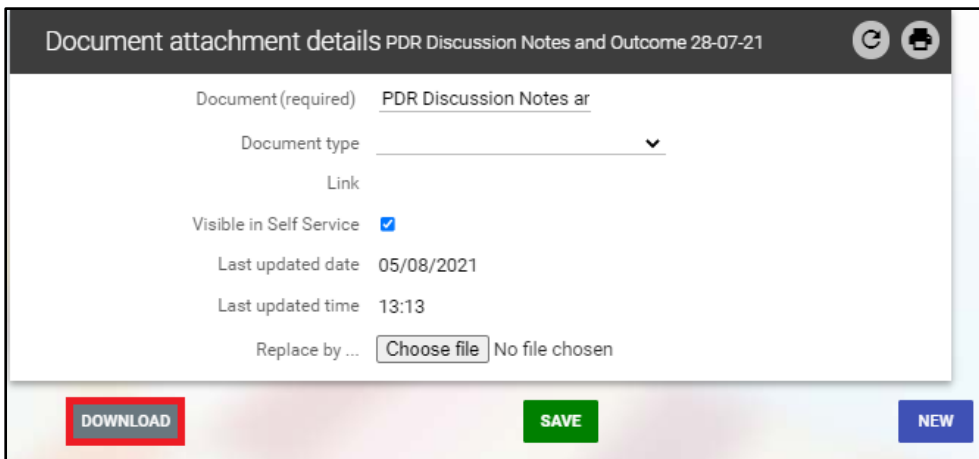 Document attachment details PDR Discussion Notes and Outcome 28-07-21
Document (required) PDR Discussion Notes ar
Document type
Link
Visible in Self Service
Last updated date 05/08/2021
Last updated time 13:13
Replace by ... Choose file No file chosen
DOWNLOAD SAVE NEW